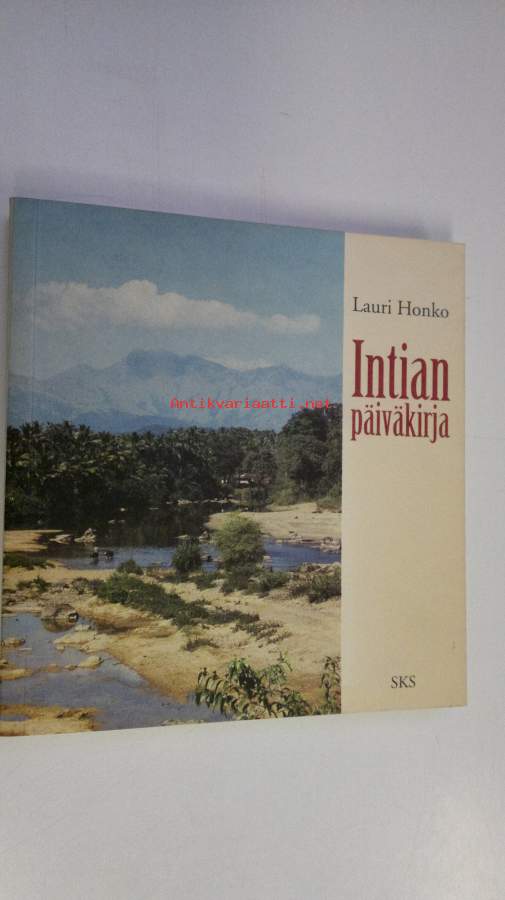 Lauri Honko
Intian
päiväkirja
Antikvariaatti.net
SKS